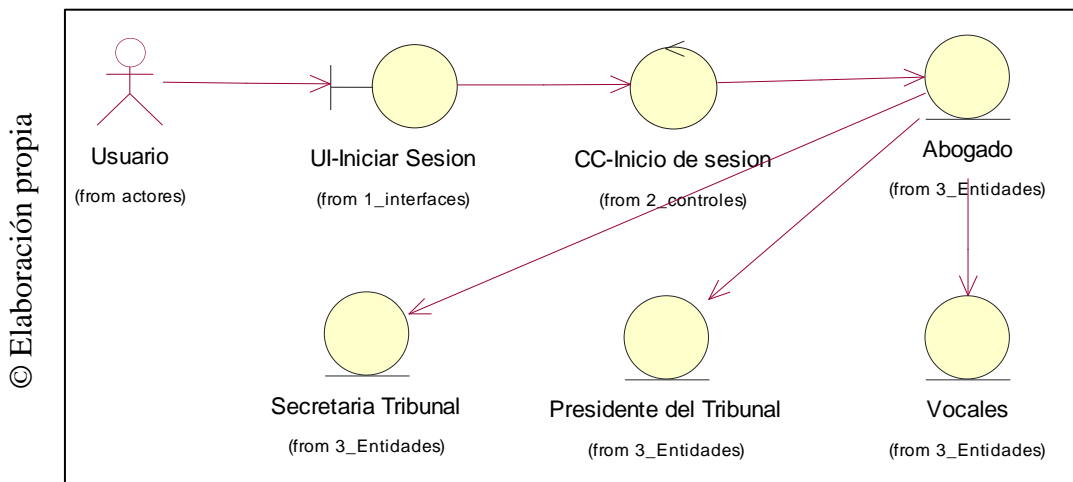 © Elaboración propia
Usuario
(from actores)
UI-Iniciar Sesion
(from 1_interfaces)
CC-Inicio de sesion
(from 2_controles)
Abogado
(from 3_Entidades)
Secretaria Tribunal
(from 3_Entidades)
Presidente del Tribunal
(from 3_Entidades)
Vocales
(from 3_Entidades)